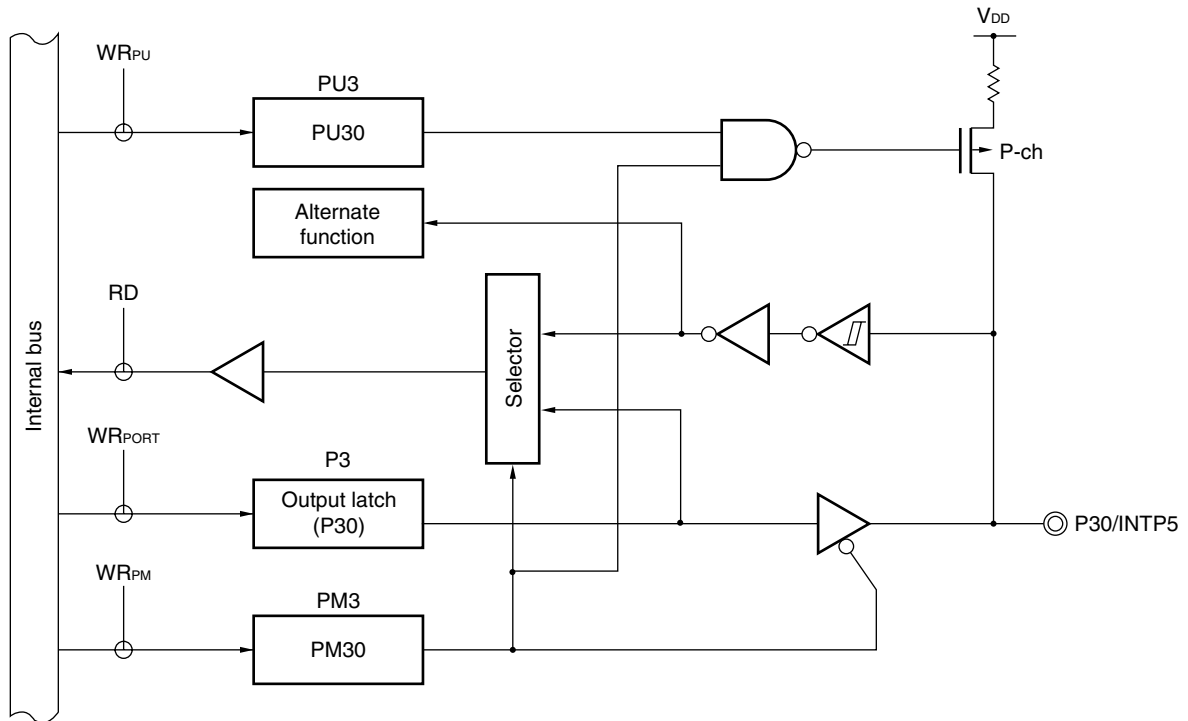 VDD
WRPU
PU3
PU30
P-ch
Alternate
function
RD
Selector
Internal bus
WRPORT
P3
Output latch
(P30)
P30/INTP5
WRPM
PM3
PM30